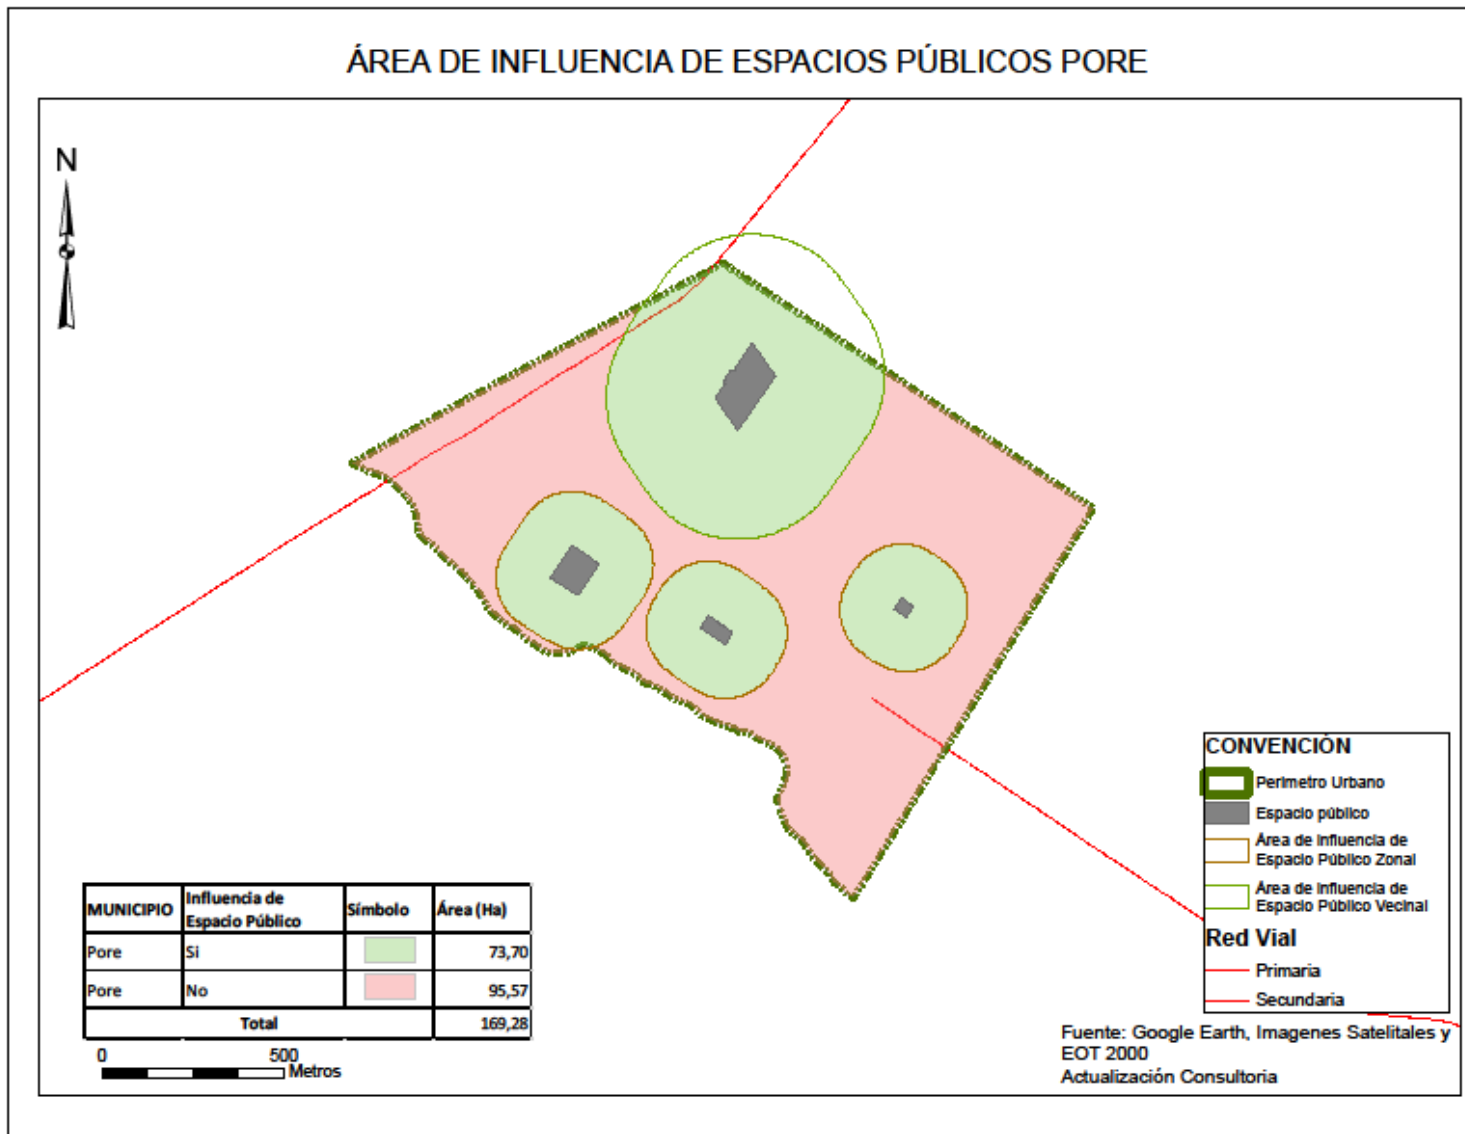 ÁREA DE INFLUENCIA DE ESPACIOS PÚBLICOS PORE
N
CONVENCIÓN
Perimetro Urbano
Espacio público
Área de Influencia de
Espacio Público Zonal
Área de Influencia de
Espacio Público Vecinal
Red Vial
Primaria
Secundaria
MUNICIPIO Influencia de Espacio Público Símbolo Área (Ha)
Pore Si 73,70
Pore No 95,57
Total 169,28
0 500
Metros
Fuente: Google Earth, Imagenes Satelitales y
EOT 2000
Actualización Consultoria